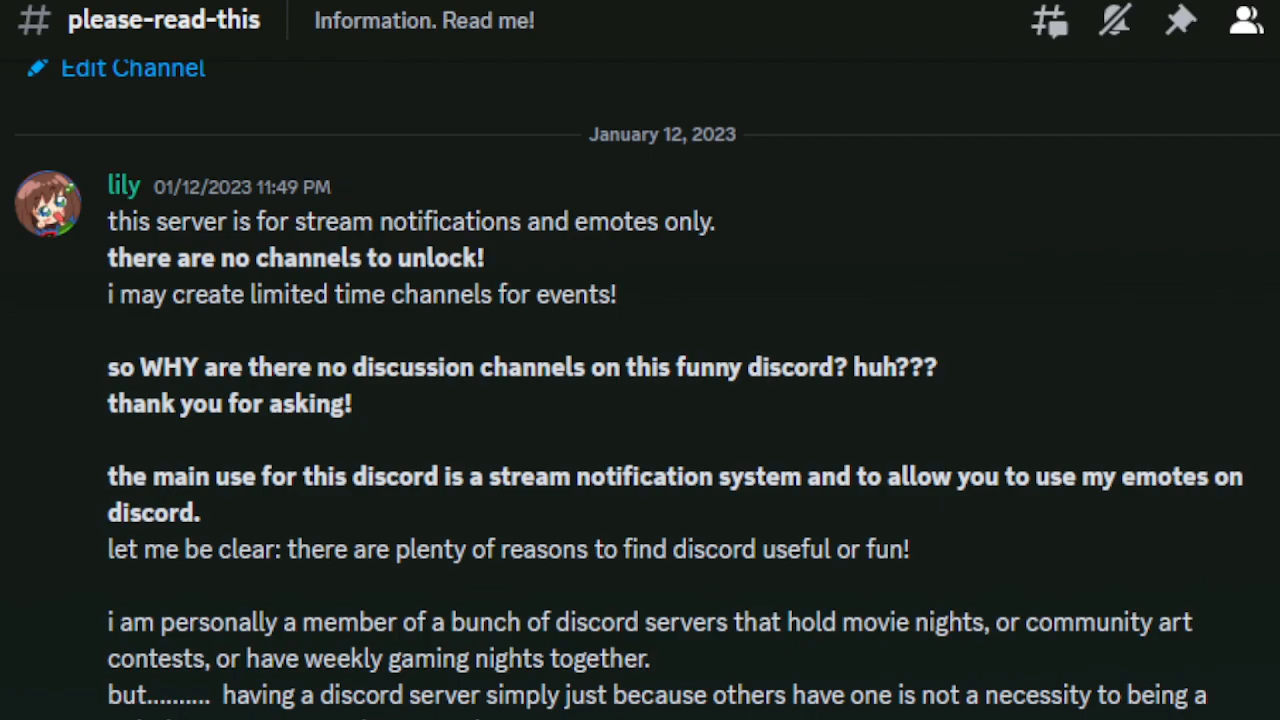 please-read-this Information. Read me!
Edit Channel
January 12, 2023
lily 01/12/2023 11:49 PM
this server is for stream notifications and emotes only.
there are no channels to unlock!
i may create limited time channels for events!
so WHY are there no discussion channels on this funny discord? huh???
thank you for asking!
the main use for this discord is a stream notification system and to allow you to use my emotes on
discord.
let me be clear: there are plenty of reasons to find discord useful or fun!
i am personally a member of a bunch of discord servers that hold movie nights, or community art
contests, or have weekly gaming nights together.
but.......... having a discord server simply just because others have one is not a necessity to being a